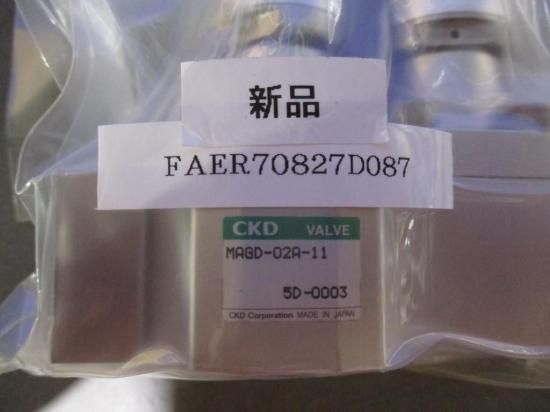 新品
FAER70827D087
CKD VALVE
MAGD-02A-11
5D-0003
CKD Corporation MADE IN JAPAN